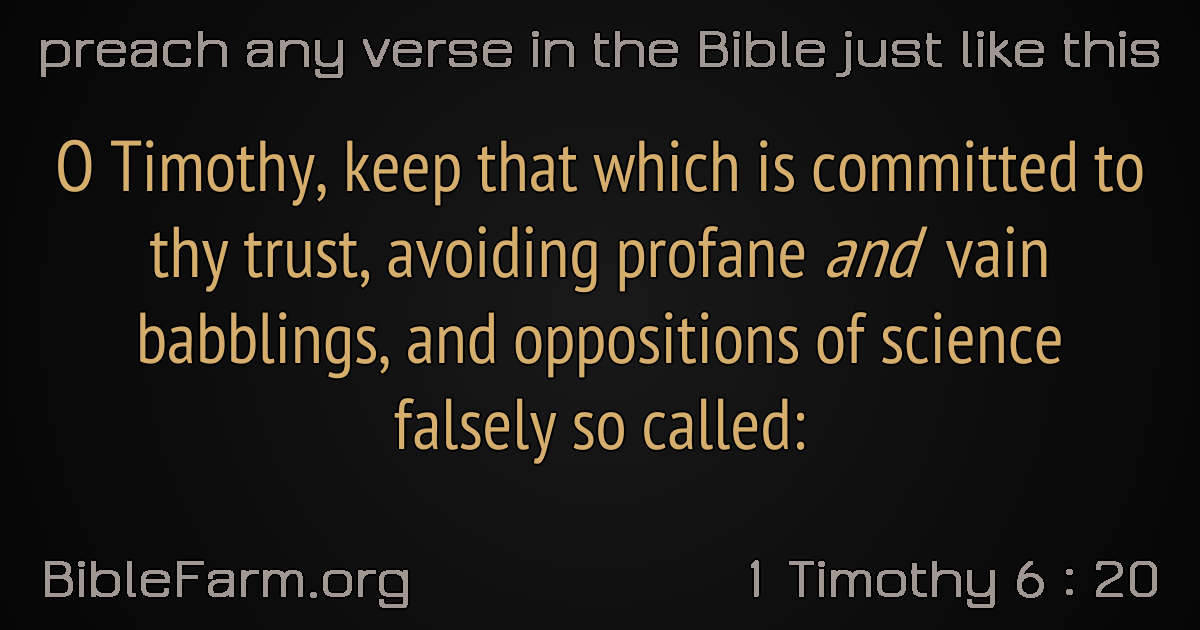 preach any verse in the Bible just like this
O Timothy, keep that which is committed to
thy trust, avoiding profane and vain
babblings, and oppositions of science
falsely so called:
BibleFarm.org
1 Timothy 6 : 20